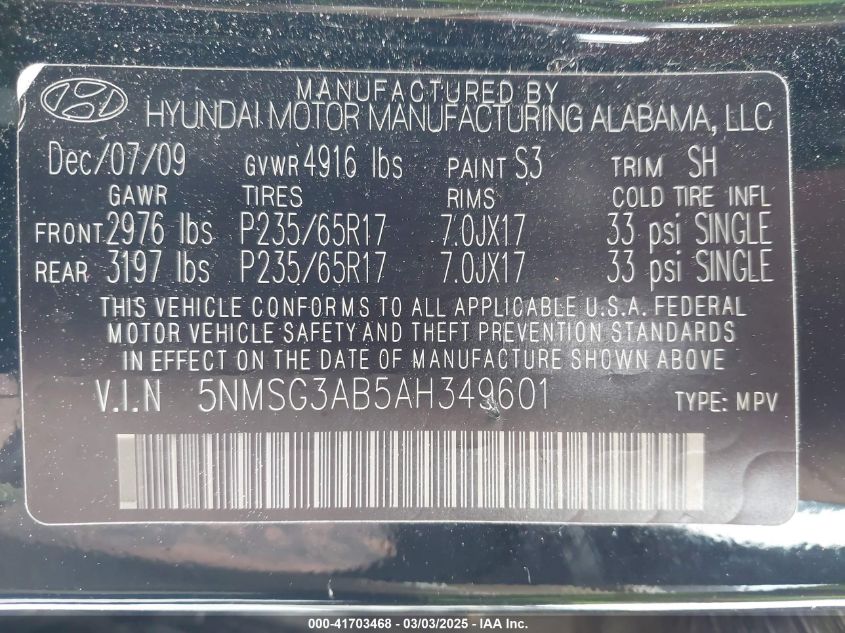 MANUFACTURED BY
HYUNDAI MOTOR MANUFACTURING ALABAMA, LLC
Dec/07/09 GVWR 4916 lbs PAINT S3 TRIM SH
GAWR TIRES RIMS COLD TIRE INFL
FRONT 2976 lbs P235/65R17 7.0JX17 33 psi SINGLE
REAR 3197 lbs P235/65R17 7.0JX17 33 psi SINGLE
THIS VEHICLE CONFORMS TO ALL APPLICABLE U.S.A. FEDERAL
MOTOR VEHICLE SAFETY AND THEFT PREVENTION STANDARDS
IN EFFECT ON THE DATE OF MANUFACTURE SHOWN ABOVE
V.I.N 5NMSG3AB5AH349601 TYPE: MPV
000-41703468 - 03/03/2025 - IAA Inc.